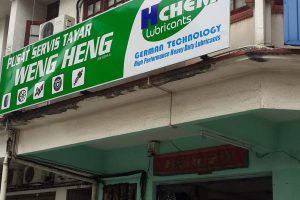 PUSAT SERVIS TAYAR
WENG HENG
HCHEM
Lubricants
GERMAN TECHNOLOGY
High Performance Heavy Duty Lubricants